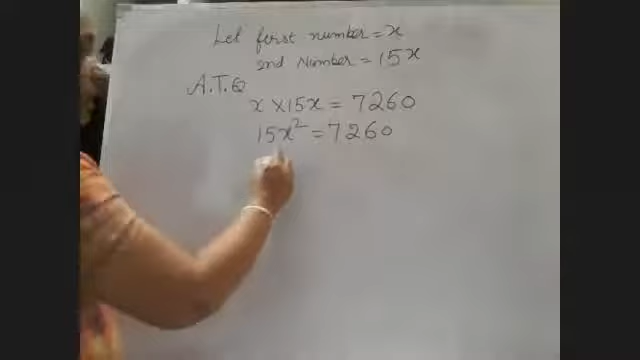 Let first number = x
2nd Number = 15x
A.T.Q
x × 15x = 7260
15x² = 7260